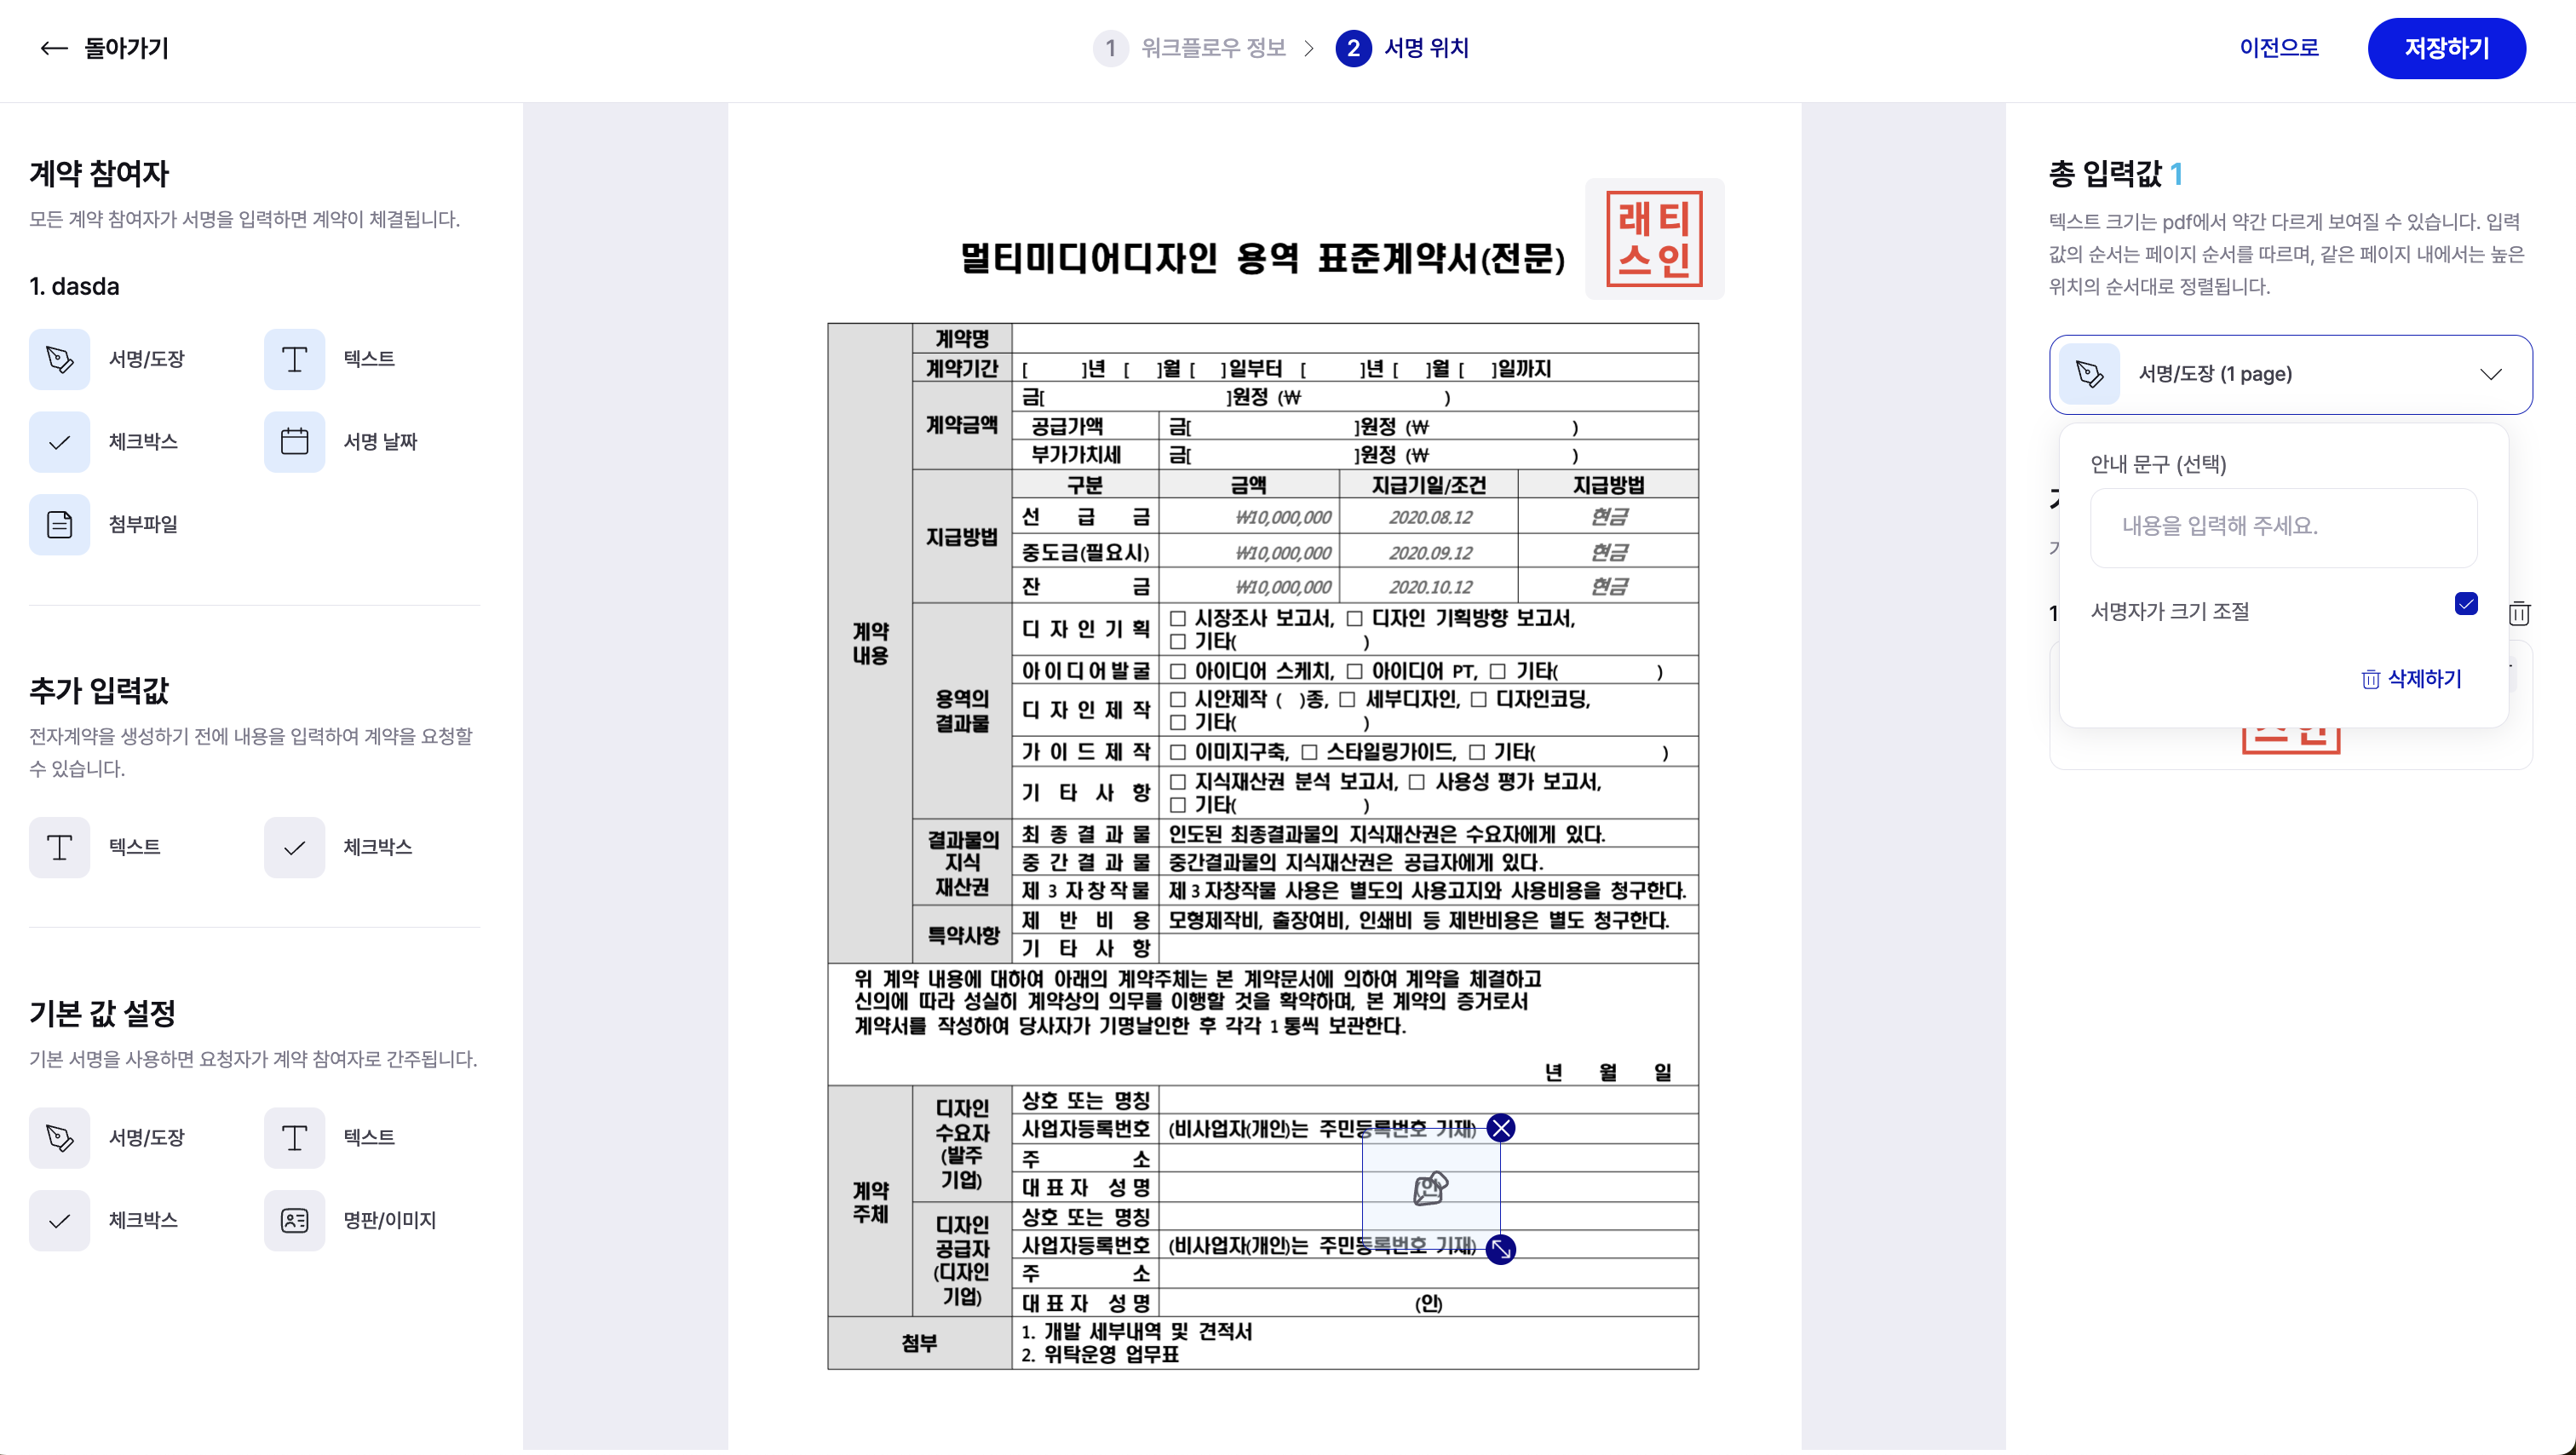 돌아가기
1 워크플로우 정보
2 서명 위치
이전으로
저장하기
계약 참여자
모든 계약 참여자가 서명을 입력하면 계약이 체결됩니다.
1. dasda
서명/도장
텍스트
체크박스
서명 날짜
첨부파일
추가 입력값
전자계약을 생성하기 전에 내용을 입력하여 계약을 요청할
수 있습니다.
텍스트
체크박스
기본 값 설정
기본 서명을 사용하면 요청자가 계약 참여자로 간주됩니다.
서명/도장
텍스트
체크박스
명판/이미지
멀티미디어디자인 용역 표준계약서(전문)
래티
스인
계약
내용
계약명
계약기간
[ ]년 [ ]월 [ ]일부터 [ ]년 [ ]월 [ ]일까지
계약금액
금[ ]원정 (₩ )
공급가액
금[ ]원정 (₩ )
부가가치세
금[ ]원정 (₩ )
지급방법
구분 금액 지급기일/조건 지급방법
선 급 금 ₩10,000,000 2020.08.12 현금
중도금(필요시) ₩10,000,000 2020.09.12 현금
잔 금 ₩10,000,000 2020.10.12 현금
용역의
결과물
디 자 인 기 획
□ 시장조사 보고서, □ 디자인 기획방향 보고서,
□ 기타( )
아 이 디 어 발 굴
□ 아이디어 스케치, □ 아이디어 PT, □ 기타( )
디 자 인 제 작
□ 시안제작 ( )종, □ 세부디자인, □ 디자인코딩,
□ 기타( )
가 이 드 제 작
□ 이미지구축, □ 스타일링가이드, □ 기타( )
기 타 사 항
□ 지식재산권 분석 보고서, □ 사용성 평가 보고서,
□ 기타( )
결과물의
지식
재산권
최 종 결 과 물 인도된 최종결과물의 지식재산권은 수요자에게 있다.
중 간 결 과 물 중간결과물의 지식재산권은 공급자에게 있다.
제 3 자 창 작 물 제 3 자창작물 사용은 별도의 사용고지와 사용비용을 청구한다.
특약사항
제 반 비 용 모형제작비, 출장여비, 인쇄비 등 제반비용은 별도 청구한다.
기 타 사 항
위 계약 내용에 대하여 아래의 계약주체는 본 계약문서에 의하여 계약을 체결하고
신의에 따라 성실히 계약상의 의무를 이행할 것을 확약하며, 본 계약의 증거로서
계약서를 작성하여 당사자가 기명날인한 후 각각 1 통씩 보관한다.
년 월 일
계약
주체
디자인
수요자
(발주
기업)
상호 또는 명칭
사업자등록번호 (비사업자(개인)는 주민등록번호 기재)
주 소
대 표 자 성 명 (인)
디자인
공급자
(디자인
기업)
상호 또는 명칭
사업자등록번호 (비사업자(개인)는 주민등록번호 기재)
주 소
대 표 자 성 명 (인)
첨부
1. 개발 세부내역 및 견적서
2. 위탁운영 업무표
총 입력값 1
텍스트 크기는 pdf에서 약간 다르게 보여질 수 있습니다. 입력
값의 순서는 페이지 순서를 따르며, 같은 페이지 내에서는 높은
위치의 순서대로 정렬됩니다.
서명/도장 (1 page)
안내 문구 (선택)
내용을 입력해 주세요.
서명자가 크기 조절
삭제하기
1
스인